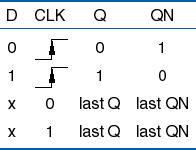 D CLK Q QN
0 0 1
1 1 0
x 0 last Q last QN
x 1 last Q last QN